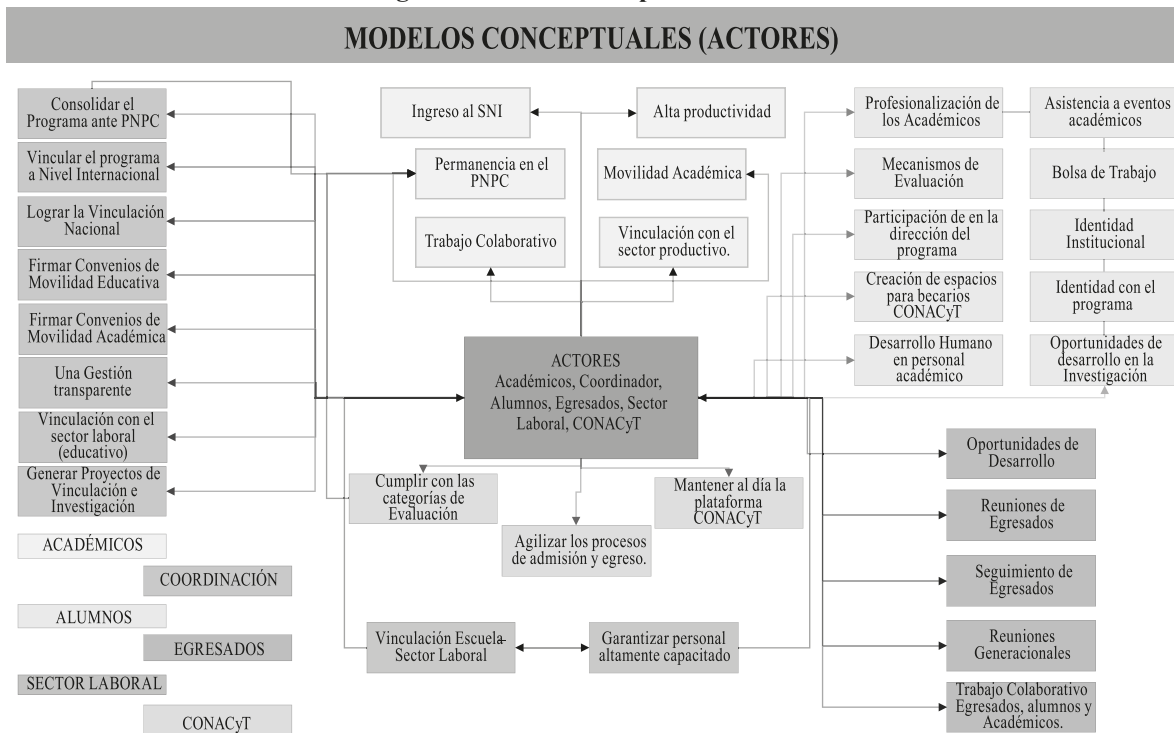 MODELOS CONCEPTUALES (ACTORES)
Consolidar el
Programa ante PNPC
Vincular el programa
a Nivel Internacional
Lograr la Vinculación
Nacional
Firmar Convenios de
Movilidad Educativa
Firmar Convenios de
Movilidad Académica
Una Gestión
transparente
Vinculación con el
sector laboral
(educativo)
Generar Proyectos de
Vinculación e
Investigación
Ingreso al SNI
Alta productividad
Permanencia en el
PNPC
Movilidad Académica
Trabajo Colaborativo
Vinculación con el
sector productivo.
ACTORES
Académicos, Coordinador,
Alumnos, Egresados, Sector
Laboral, CONACyT
Cumplir con las
categorías de
Evaluación
Agilizar los procesos
de admisión y egreso.
Mantener al día la
plataforma
CONACyT
Vinculación Escuela-
Sector Laboral
Garantizar personal
altamente capacitado
Profesionalización de
los Académicos
Mecanismos de
Evaluación
Participación de en la
dirección del
programa
Creación de espacios
para becarios
CONACyT
Desarrollo Humano
en personal
académico
Asistencia a eventos
académicos
Bolsa de Trabajo
Identidad
Institucional
Identidad con el
programa
Oportunidades de
desarrollo en la
Investigación
Oportunidades de
Desarrollo
Reuniones de
Egresados
Seguimiento de
Egresados
Reuniones
Generacionales
Trabajo Colaborativo
Egresados, alumnos y
Académicos.
ACADÉMICOS
COORDINACIÓN
ALUMNOS
EGRESADOS
SECTOR LABORAL
CONACyT